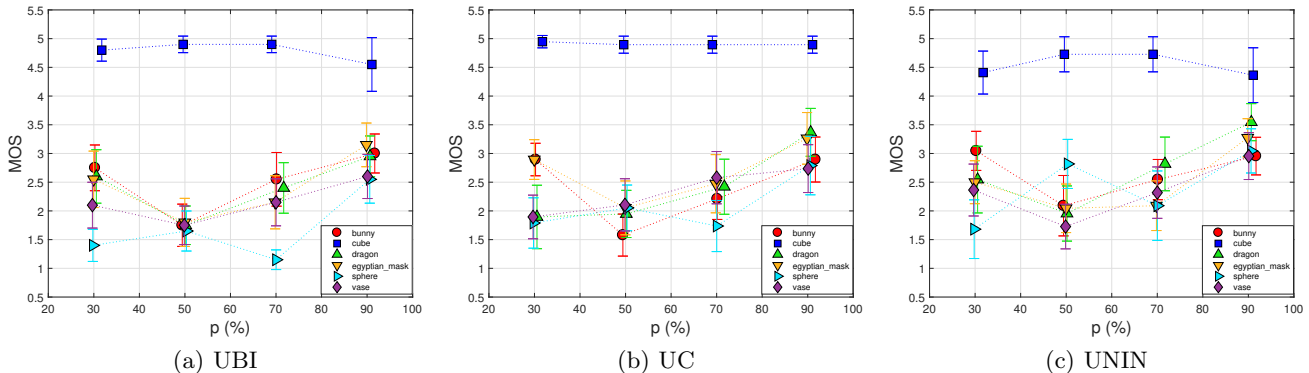 5.5
5
4.5
4
3.5
3
2.5
2
1.5
1
0.5
MOS
20 30 40 50 60 70 80 90 100
p (%)
bunny
cube
dragon
egyptian_mask
sphere
vase
(a) UBI
5.5
5
4.5
4
3.5
3
2.5
2
1.5
1
0.5
MOS
20 30 40 50 60 70 80 90 100
p (%)
bunny
cube
dragon
egyptian_mask
sphere
vase
(b) UC
5.5
5
4.5
4
3.5
3
2.5
2
1.5
1
0.5
MOS
20 30 40 50 60 70 80 90 100
p (%)
bunny
cube
dragon
egyptian_mask
sphere
vase
(c) UNIN